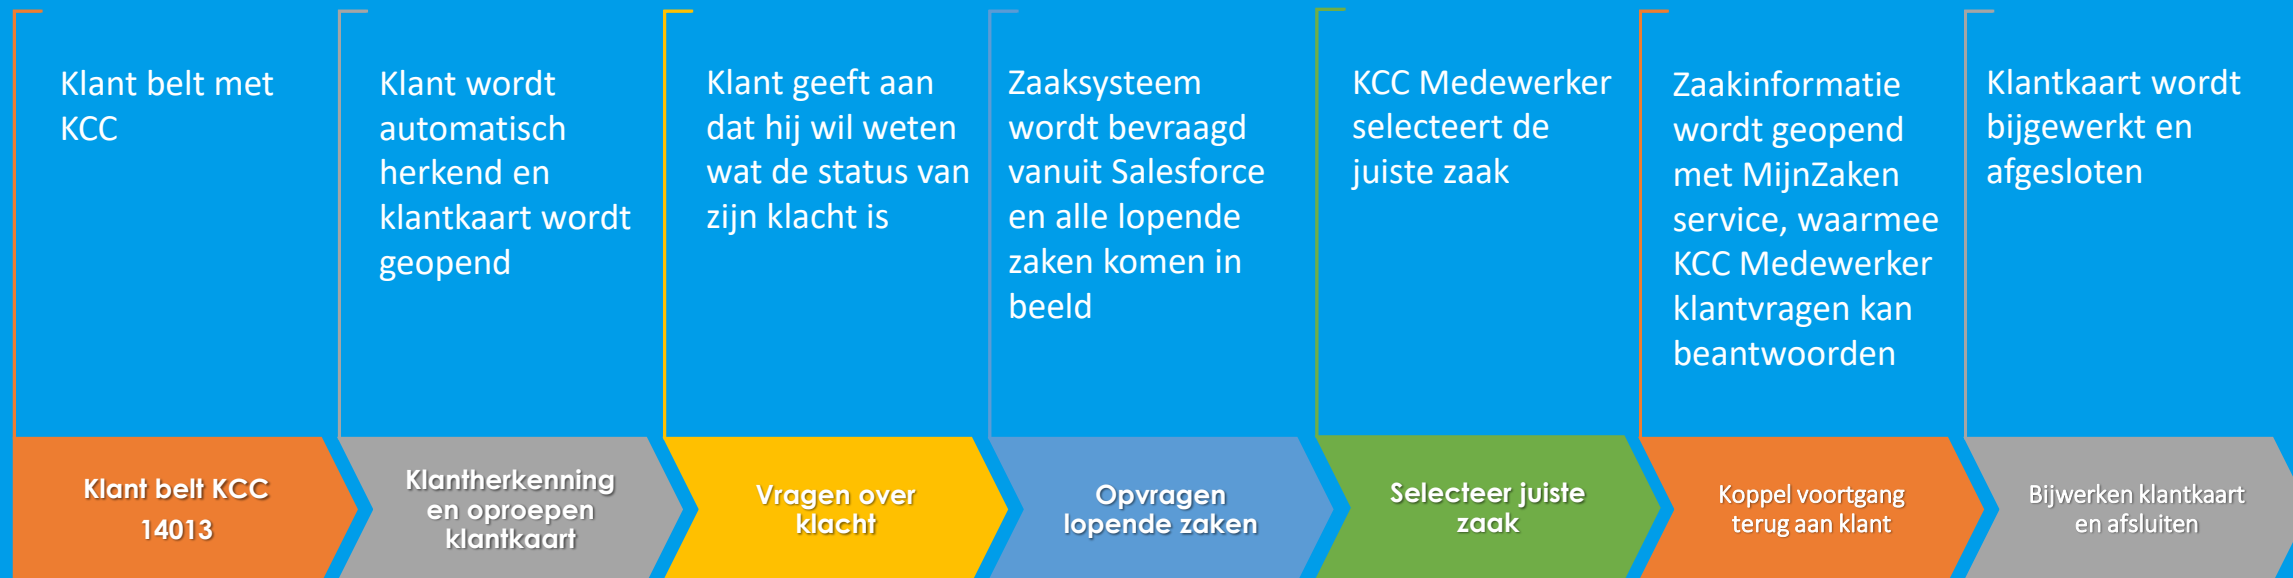 Klant belt met
KCC
Klant wordt
automatisch
herkend en
klantkaart wordt
geopend
Klant geeft aan
dat hij wil weten
wat de status van
zijn klacht is
Zaaksysteem
wordt bevraagd
vanuit Salesforce
en alle lopende
zaken komen in
beeld
KCC Medewerker
selecteert de
juiste zaak
Zaakinformatie
wordt geopend
met MijnZaken
service, waarmee
KCC Medewerker
klantvragen kan
beantwoorden
Klantkaart wordt
bijgewerkt en
afgesloten
Klant belt KCC
14013
Klantherkenning
en oproepen
klantkaart
Vragen over
klacht
Opvragen
lopende zaken
Selecteer juiste
zaak
Koppel voortgang
terug aan klant
Bijwerken klantkaart
en afsluiten